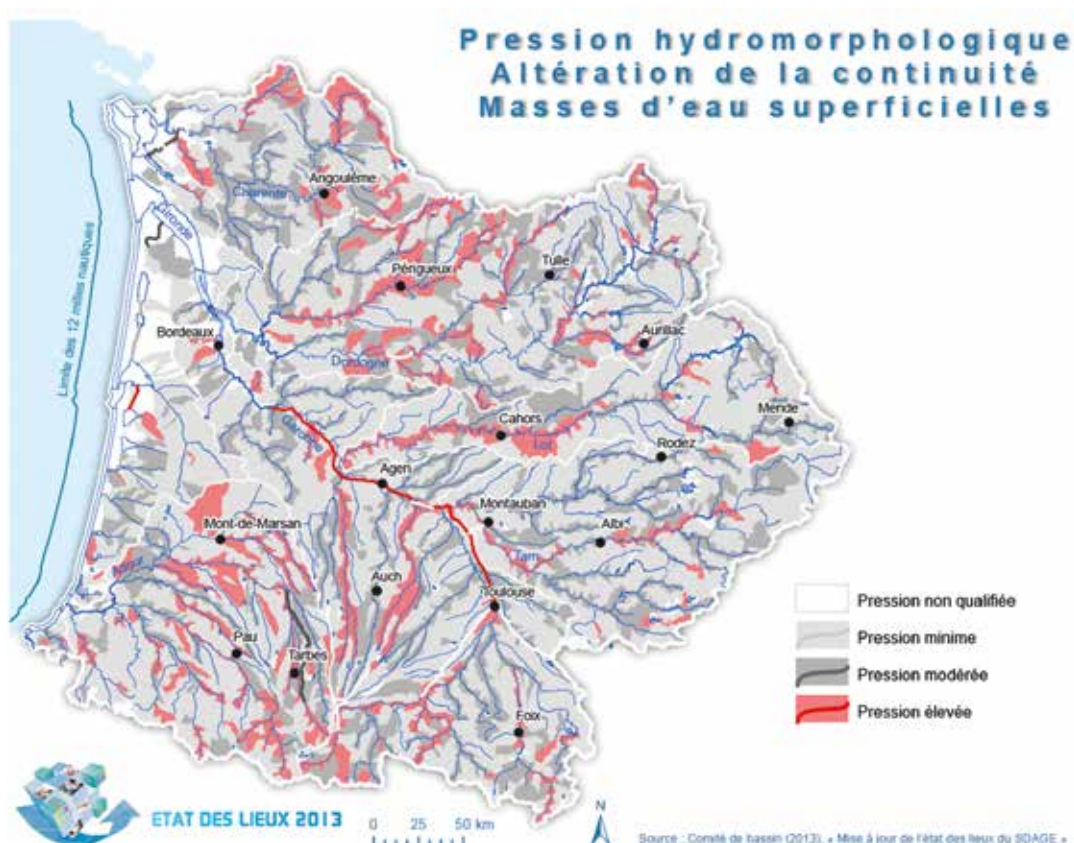 Pression hydromorphologique
Altération de la continuité
Masses d'eau superficielles
Limite des 12 milles nautiques
Angoulême
Charente
Gironde
Périgueux
Tulle
Bordeaux
Aurillac
Dordogne
Mende
Cahors
Lot
Garonne
Rodez
Agen
Montauban
Mont-de-Marsan
Albi
Tarn
Adour
Auch
Toulouse
Pau
Tarbes
Foix
Pression non qualifiée
Pression minime
Pression modérée
Pression élevée
ETAT DES LIEUX 2013
0 25 50 km
N
Source : Comité de bassin (2013), « Mise à jour de l'état des lieux du SDAGE »